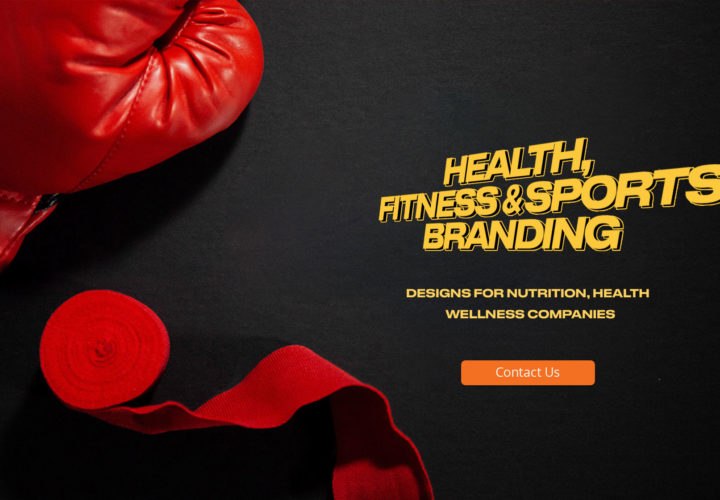 HEALTH,
FITNESS & SPORTS
BRANDING
DESIGNS FOR NUTRITION, HEALTH
WELLNESS COMPANIES
Contact Us